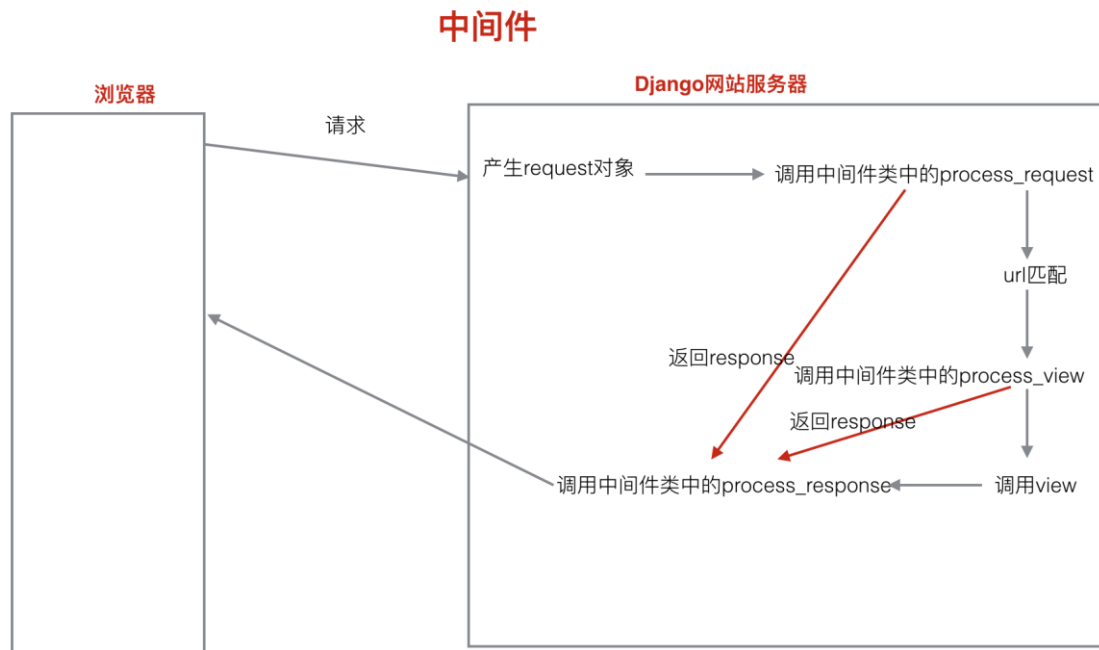 中间件
浏览器
Django网站服务器
请求
产生request对象
调用中间件类中的process_request
url匹配
返回response
调用中间件类中的process_view
返回response
调用中间件类中的process_response
调用view